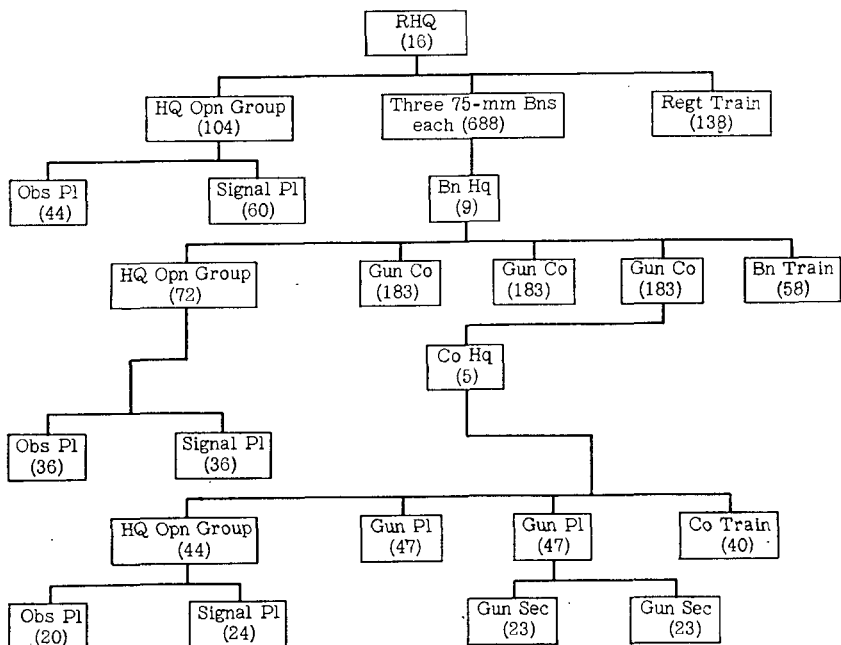 RHQ
(16)
HQ Opn Group
(104)
Three 75-mm Bns
each (688)
Regt Train
(138)
Obs Pl
(44)
Signal Pl
(60)
Bn Hq
(9)
HQ Opn Group
(72)
Gun Co
(183)
Gun Co
(183)
Gun Co
(183)
Bn Train
(58)
Co Hq
(5)
Obs Pl
(36)
Signal Pl
(36)
HQ Opn Group
(44)
Gun Pl
(47)
Gun Pl
(47)
Co Train
(40)
Obs Pl
(20)
Signal Pl
(24)
Gun Sec
(23)
Gun Sec
(23)